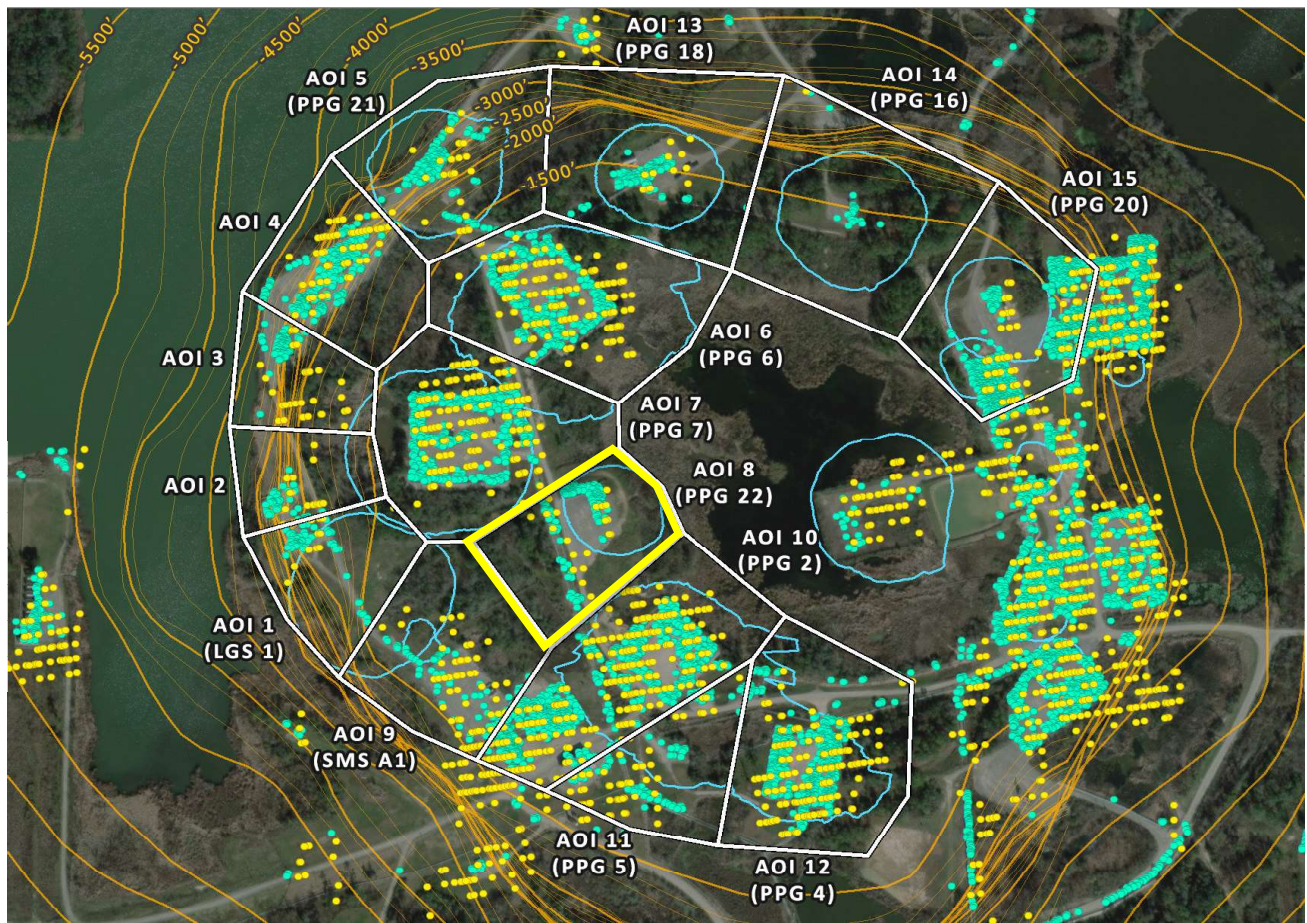 -5500'
-5000'
-4500'
-4000'
-3500'
-3000'
-2500'
-2000'
-1500'
AOI 13
(PPG 18)
AOI 5
(PPG 21)
AOI 14
(PPG 16)
AOI 15
(PPG 20)
AOI 4
AOI 3
AOI 6
(PPG 6)
AOI 7
(PPG 7)
AOI 2
AOI 8
(PPG 22)
AOI 10
(PPG 2)
AOI 1
(LGS 1)
AOI 9
(SMS A1)
AOI 11
(PPG 5)
AOI 12
(PPG 4)